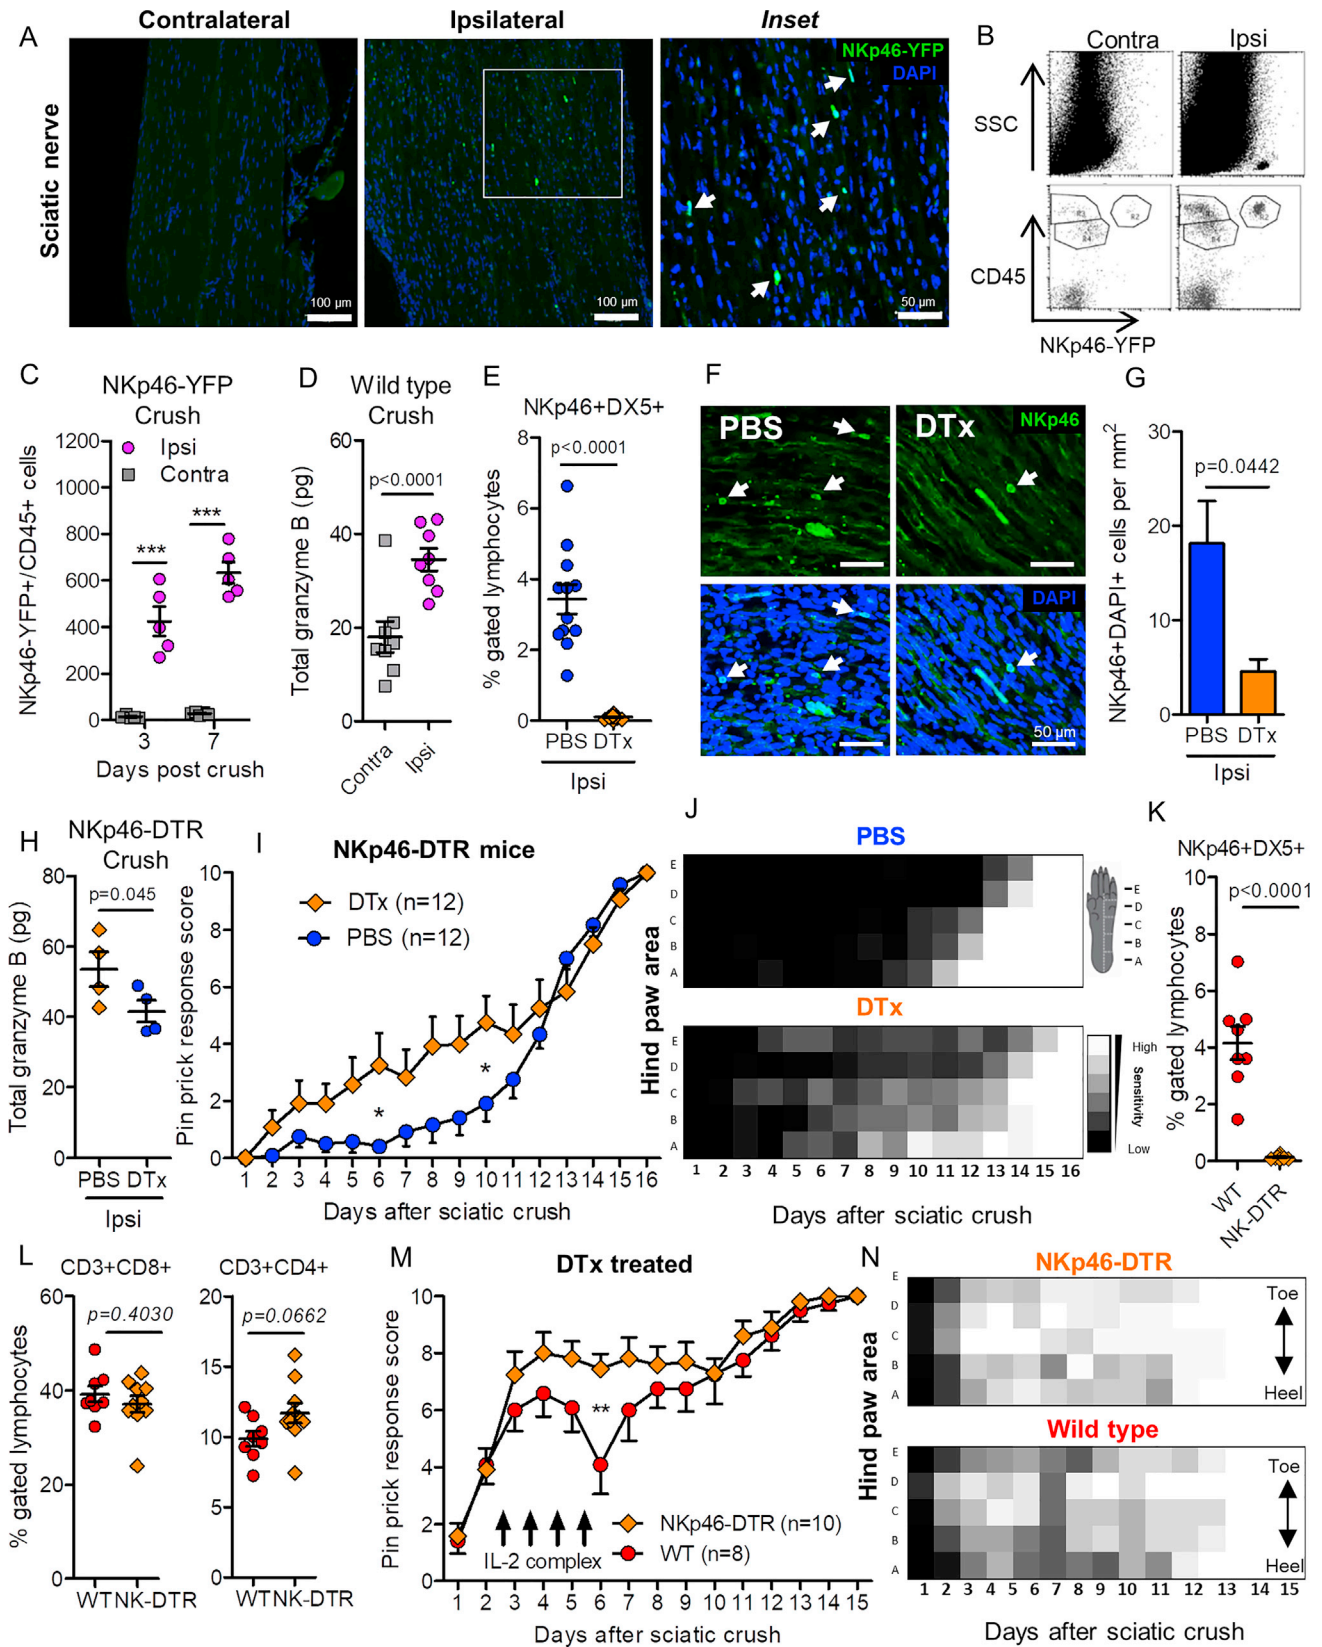 A
Contralateral
Ipsilateral
Inset
Sciatic nerve
NKp46-YFP
DAPI
100 µm
100 µm
50 µm
B
Contra
Ipsi
SSC
CD45
R3
R2
R4
R3
R2
R4
NKp46-YFP
C
NKp46-YFP
Crush
Ipsi
Contra
NKp46-YFP+/CD45+ cells
1200
1000
800
600
400
200
0
***
***
3
7
Days post crush
D
Wild type
Crush
Total granzyme B (pg)
60
40
20
0
p<0.0001
Contra
Ipsi
E
NKp46+DX5+
% gated lymphocytes
8
6
4
2
0
p<0.0001
PBS
DTx
Ipsi
F
PBS
DTx
NKp46
DAPI
50 µm
G
NKp46+DAPI+ cells per mm²
30
20
10
0
p=0.0442
PBS
DTx
Ipsi
H
NKp46-DTR
Crush
Total granzyme B (pg)
80
60
40
20
0
p=0.045
PBS
DTx
Ipsi
I
NKp46-DTR mice
DTx (n=12)
PBS (n=12)
Pin prick response score
10
8
6
4
2
0
*
*
1 2 3 4 5 6 7 8 9 10 11 12 13 14 15 16
Days after sciatic crush
J
PBS
E
D
C
B
A
E
D
C
B
A
DTx
Hind paw area
E
D
C
B
A
High
Sensitivity
Low
1 2 3 4 5 6 7 8 9 10 11 12 13 14 15 16
Days after sciatic crush
K
NKp46+DX5+
% gated lymphocytes
10
8
6
4
2
0
p<0.0001
WT
NK-DTR
L
CD3+CD8+
% gated lymphocytes
60
40
20
0
p=0.4030
WT
NK-DTR
CD3+CD4+
20
15
10
5
0
p=0.0662
WT
NK-DTR
M
DTx treated
Pin prick response score
10
8
6
4
2
0
**
IL-2 complex
NKp46-DTR (n=10)
WT (n=8)
1 2 3 4 5 6 7 8 9 10 11 12 13 14 15
Days after sciatic crush
N
NKp46-DTR
E
D
C
B
A
Toe
Heel
Hind paw area
Wild type
E
D
C
B
A
Toe
Heel
1 2 3 4 5 6 7 8 9 10 11 12 13 14 15
Days after sciatic crush